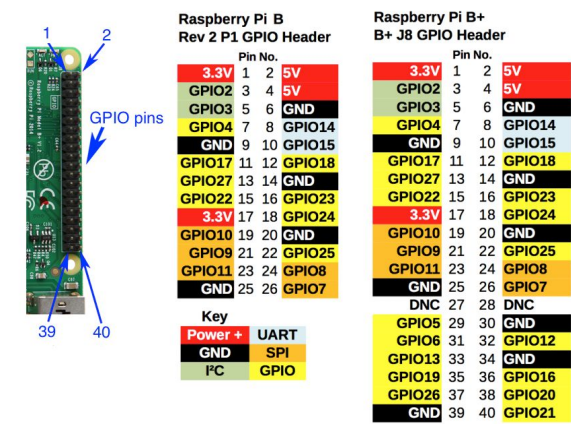 1
2
GPIO pins
39
40
Raspberry Pi B
Rev 2 P1 GPIO Header
Pin No.
3.3V 1 2 5V
GPIO2 3 4 5V
GPIO3 5 6 GND
GPIO4 7 8 GPIO14
GND 9 10 GPIO15
GPIO17 11 12 GPIO18
GPIO27 13 14 GND
GPIO22 15 16 GPIO23
3.3V 17 18 GPIO24
GPIO10 19 20 GND
GPIO9 21 22 GPIO25
GPIO11 23 24 GPIO8
GND 25 26 GPIO7
Key
Power + UART
GND SPI
I²C GPIO
Raspberry Pi B+
B+ J8 GPIO Header
Pin No.
3.3V 1 2 5V
GPIO2 3 4 5V
GPIO3 5 6 GND
GPIO4 7 8 GPIO14
GND 9 10 GPIO15
GPIO17 11 12 GPIO18
GPIO27 13 14 GND
GPIO22 15 16 GPIO23
3.3V 17 18 GPIO24
GPIO10 19 20 GND
GPIO9 21 22 GPIO25
GPIO11 23 24 GPIO8
GND 25 26 GPIO7
DNC 27 28 DNC
GPIO5 29 30 GND
GPIO6 31 32 GPIO12
GPIO13 33 34 GND
GPIO19 35 36 GPIO16
GPIO26 37 38 GPIO20
GND 39 40 GPIO21